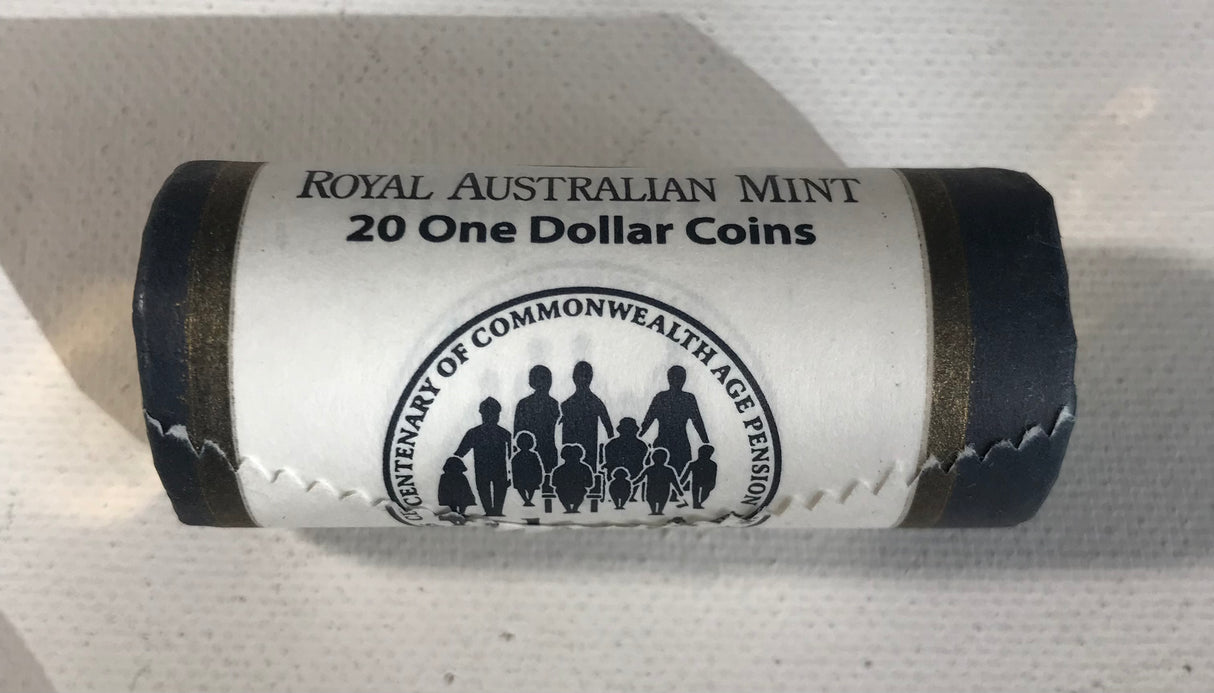 ROYAL AUSTRALIAN MINT
20 One Dollar Coins
CENTENARY OF COMMONWEALTH AGE PENSION